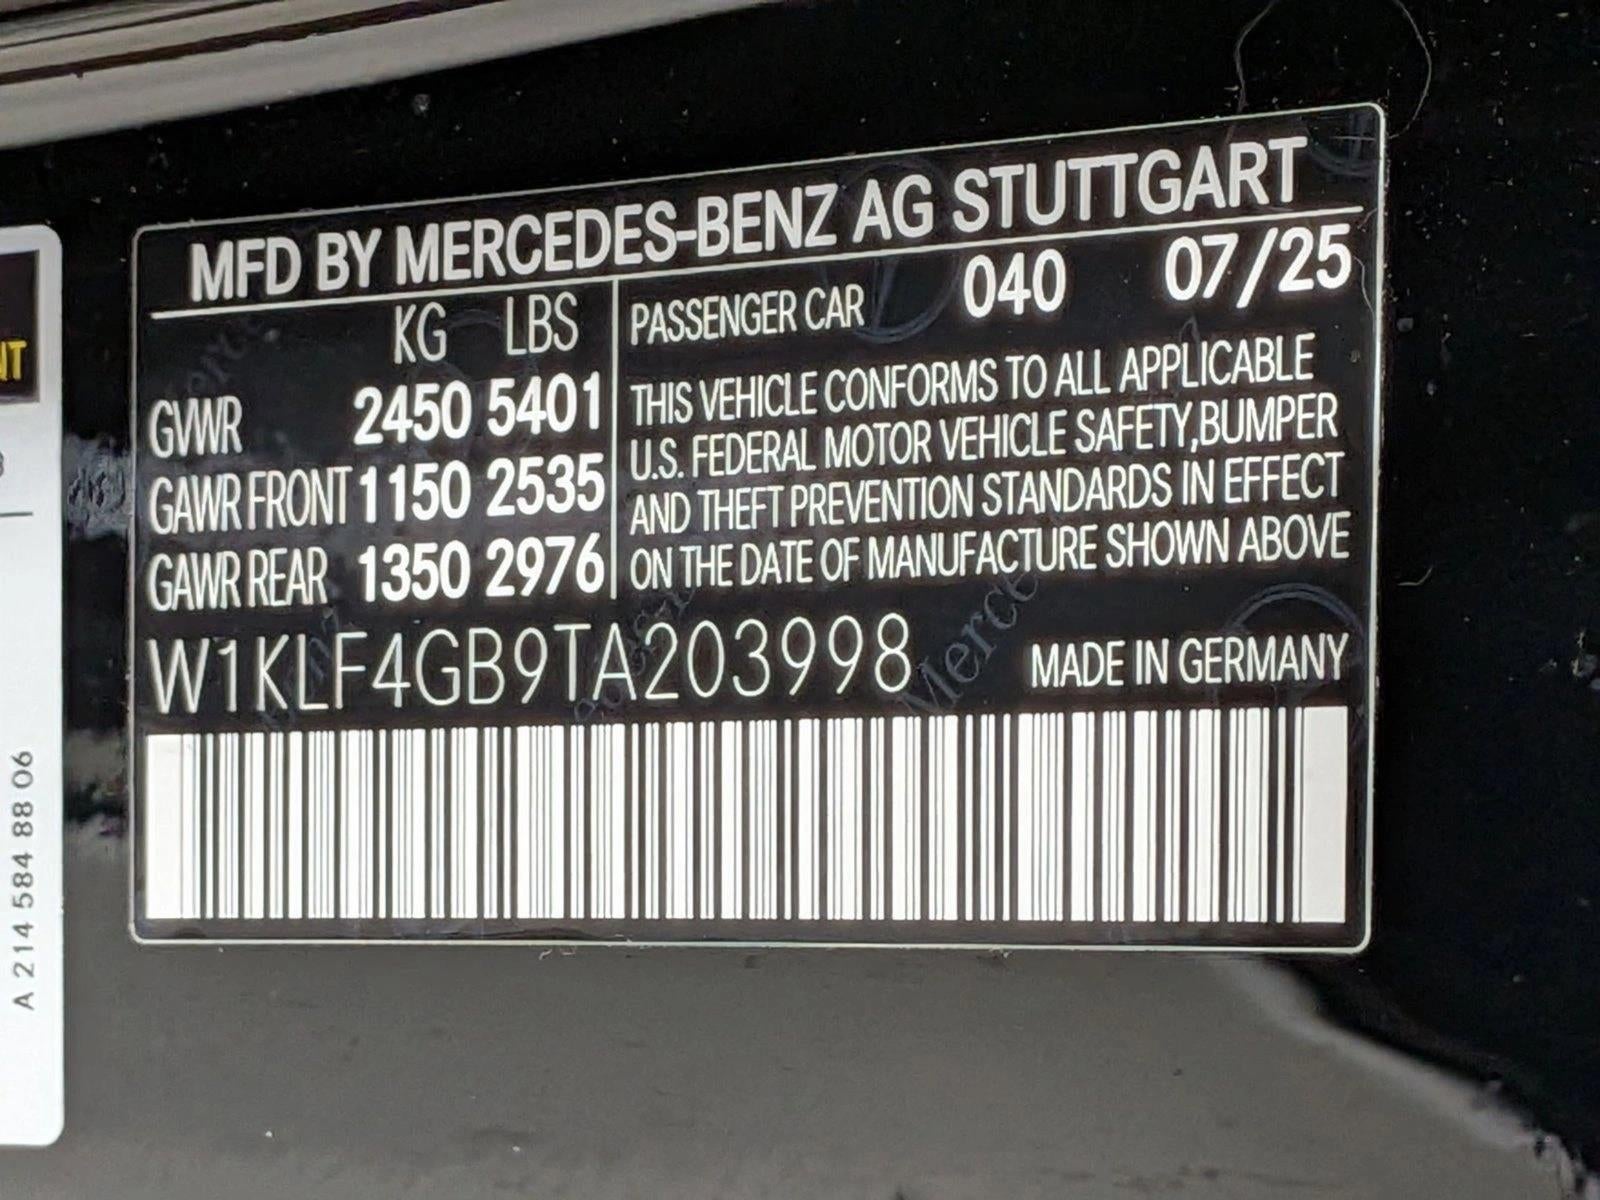 MFD BY MERCEDES-BENZ AG STUTTGART
KG LBS
GVWR 2450 5401
GAWR FRONT 1150 2535
GAWR REAR 1350 2976
PASSENGER CAR 040 07/25
THIS VEHICLE CONFORMS TO ALL APPLICABLE
U.S. FEDERAL MOTOR VEHICLE SAFETY,BUMPER
AND THEFT PREVENTION STANDARDS IN EFFECT
ON THE DATE OF MANUFACTURE SHOWN ABOVE
W1KLF4GB9TA203998 MADE IN GERMANY
A 214 584 88 06